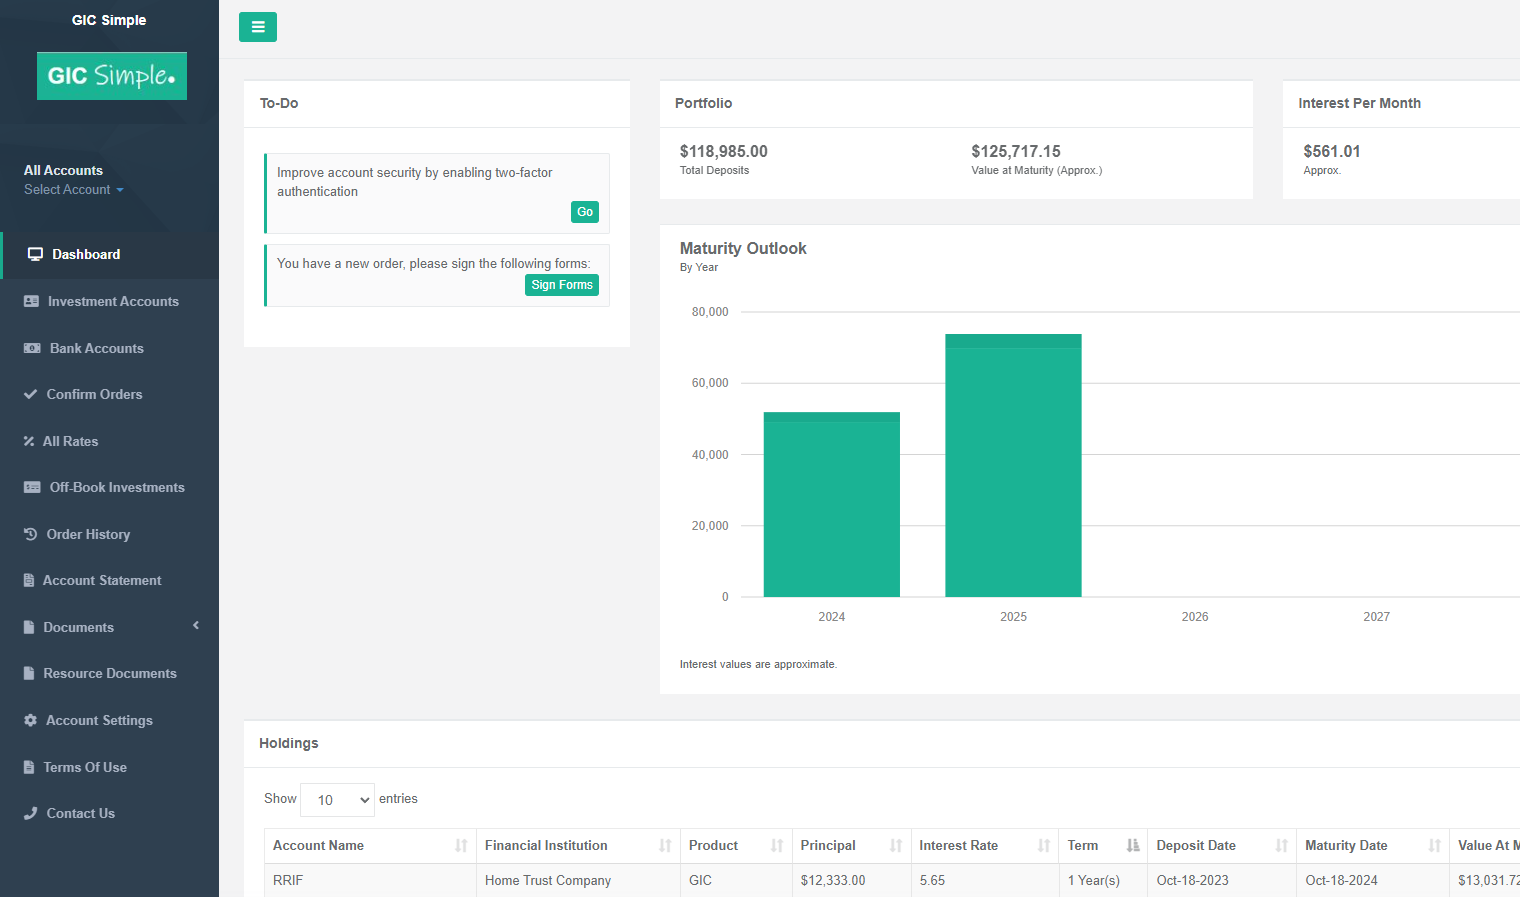 GIC Simple
GIC Simple.
All Accounts
Select Account
Dashboard
Investment Accounts
Bank Accounts
Confirm Orders
All Rates
Off-Book Investments
Order History
Account Statement
Documents
Resource Documents
Account Settings
Terms Of Use
Contact Us
To-Do
Improve account security by enabling two-factor
authentication
Go
You have a new order, please sign the following forms:
Sign Forms
Portfolio
$118,985.00
Total Deposits
$125,717.15
Value at Maturity (Approx.)
Interest Per Month
$561.01
Approx.
Maturity Outlook
By Year
80,000
60,000
40,000
20,000
0
2024 2025 2026 2027
Interest values are approximate.
Holdings
Show 10 entries
Account Name Financial Institution Product Principal Interest Rate Term Deposit Date Maturity Date Value At M
RRIF Home Trust Company GIC $12,333.00 5.65 1 Year(s) Oct-18-2023 Oct-18-2024 $13,031.72